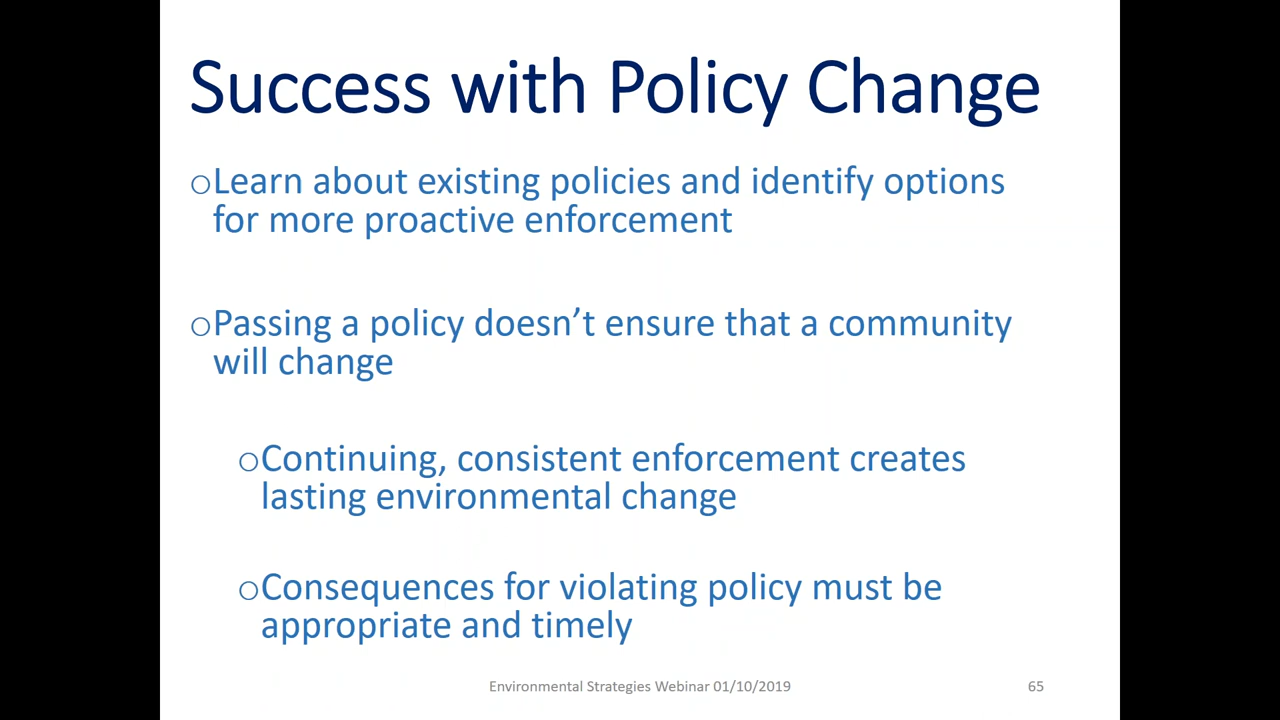 Success with Policy Change
○Learn about existing policies and identify options
for more proactive enforcement
○Passing a policy doesn’t ensure that a community
will change
○Continuing, consistent enforcement creates
lasting environmental change
○Consequences for violating policy must be
appropriate and timely
Environmental Strategies Webinar 01/10/2019
65